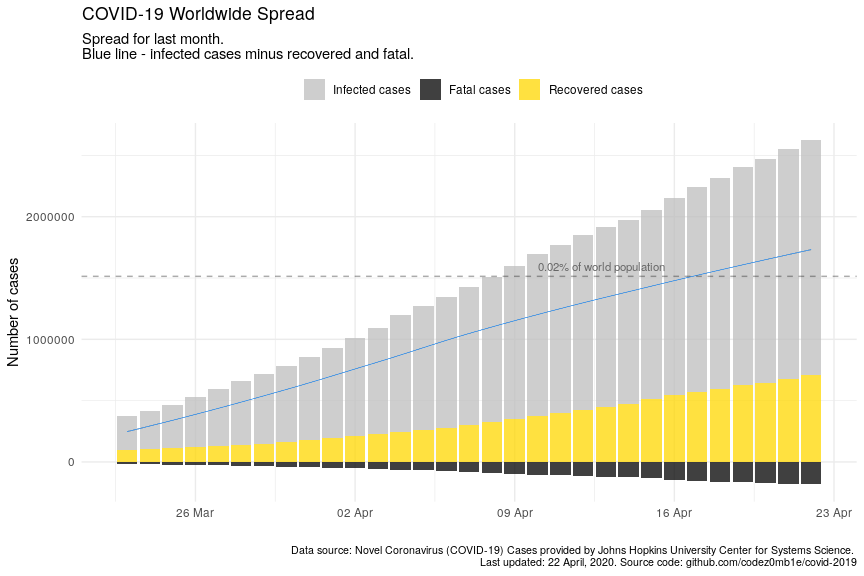 COVID-19 Worldwide Spread
Spread for last month.
Blue line - infected cases minus recovered and fatal.
Infected cases Fatal cases Recovered cases
Number of cases
2000000
1000000
0
0.02% of world population
26 Mar 02 Apr 09 Apr 16 Apr 23 Apr
Data source: Novel Coronavirus (COVID-19) Cases provided by Johns Hopkins University Center for Systems Science.
Last updated: 22 April, 2020. Source code: github.com/codez0mb1e/covid-2019